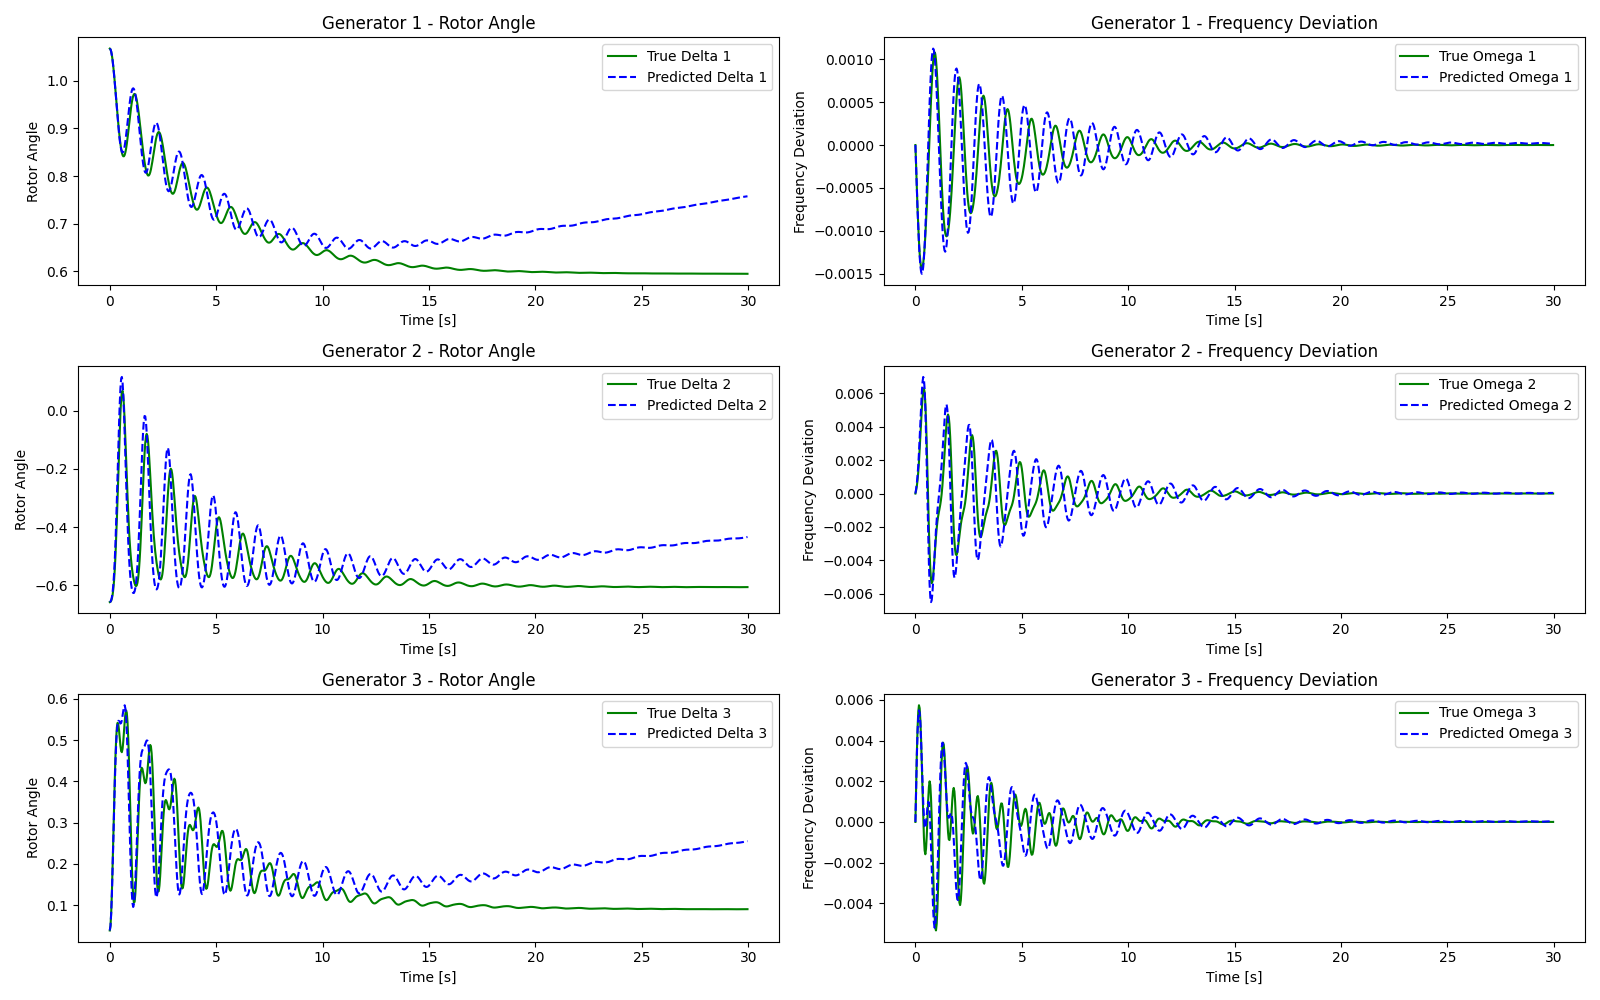 Generator 1 - Rotor Angle
True Delta 1
Predicted Delta 1
Rotor Angle
1.0
0.9
0.8
0.7
0.6
0 5 10 15 20 25 30
Time [s]
Generator 1 - Frequency Deviation
True Omega 1
Predicted Omega 1
Frequency Deviation
0.0010
0.0005
0.0000
−0.0005
−0.0010
−0.0015
0 5 10 15 20 25 30
Time [s]
Generator 2 - Rotor Angle
True Delta 2
Predicted Delta 2
Rotor Angle
0.0
−0.2
−0.4
−0.6
0 5 10 15 20 25 30
Time [s]
Generator 2 - Frequency Deviation
True Omega 2
Predicted Omega 2
Frequency Deviation
0.006
0.004
0.002
0.000
−0.002
−0.004
−0.006
0 5 10 15 20 25 30
Time [s]
Generator 3 - Rotor Angle
True Delta 3
Predicted Delta 3
Rotor Angle
0.6
0.5
0.4
0.3
0.2
0.1
0 5 10 15 20 25 30
Time [s]
Generator 3 - Frequency Deviation
True Omega 3
Predicted Omega 3
Frequency Deviation
0.006
0.004
0.002
0.000
−0.002
−0.004
0 5 10 15 20 25 30
Time [s]